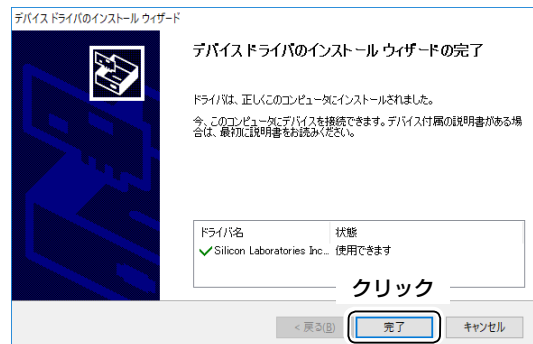 デバイス ドライバのインストール ウィザード
デバイス ドライバのインストール ウィザードの完了
ドライバは、正しくこのコンピュータにインストールされました。
今、このコンピュータにデバイスを接続できます。デバイス付属の説明書がある場
合は、最初に説明書をお読みください。
ドライバ名 状態
Silicon Laboratories Inc... 使用できます
クリック
< 戻る(B) 完了 キャンセル